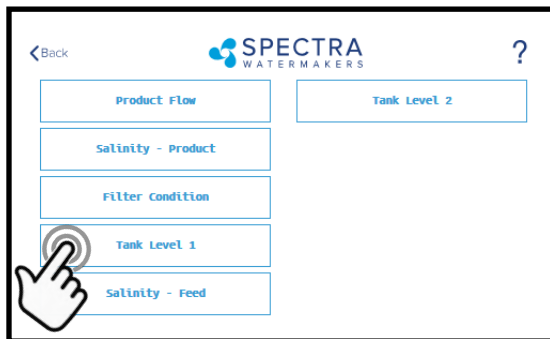 Back
SPECTRA
WATERMAKERS
?
Product Flow
Tank Level 2
Salinity - Product
Filter Condition
Tank Level 1
Salinity - Feed